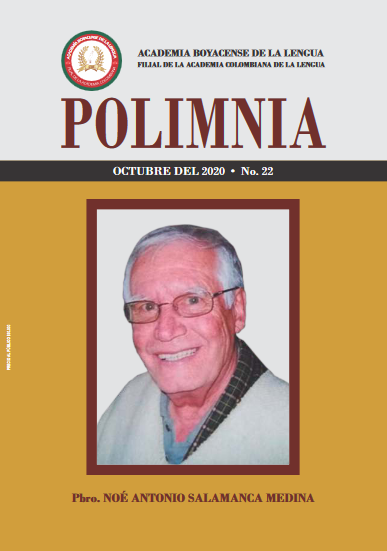 ACADEMIA BOYACENSE DE LA LENGUA
FILIAL DE LA ACADEMIA COLOMBIANA DE LA LENGUA
POLIMNIA
OCTUBRE DEL 2020 • No. 22
Pbro. NOÉ ANTONIO SALAMANCA MEDINA